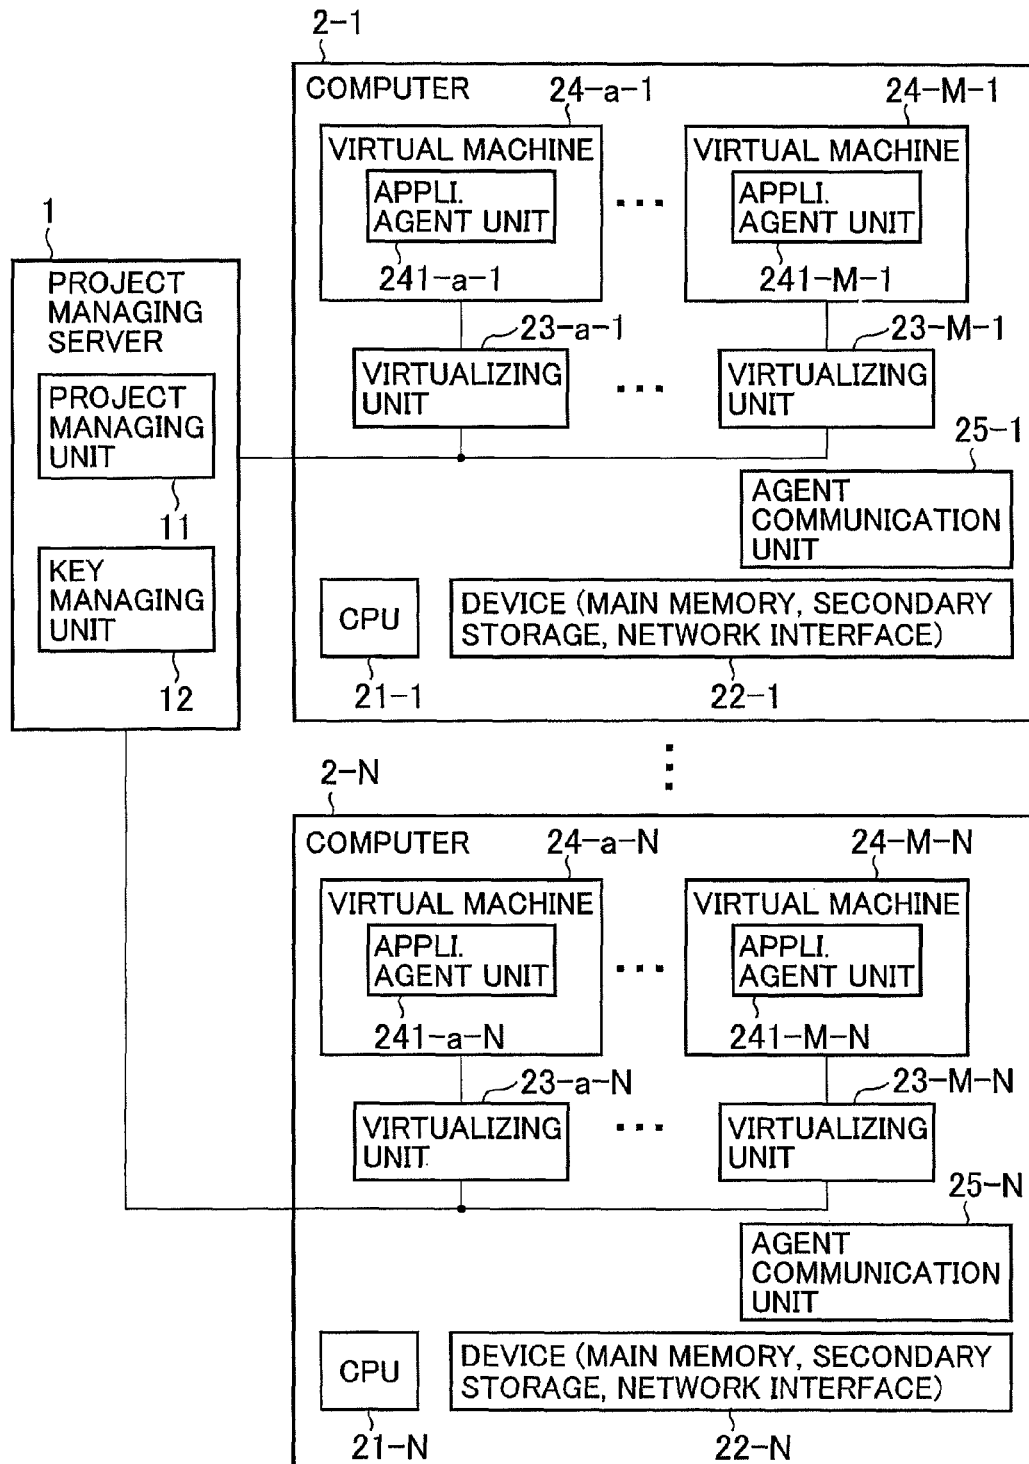 2-1
COMPUTER
24-a-1
24-M-1
VIRTUAL MACHINE
VIRTUAL MACHINE
APPLI.
AGENT UNIT
APPLI.
AGENT UNIT
...
241-a-1
241-M-1
1
PROJECT
MANAGING
SERVER
23-a-1
23-M-1
VIRTUALIZING
UNIT
...
VIRTUALIZING
UNIT
PROJECT
MANAGING
UNIT
11
25-1
AGENT
COMMUNICATION
UNIT
KEY
MANAGING
UNIT
12
CPU
DEVICE (MAIN MEMORY, SECONDARY
STORAGE, NETWORK INTERFACE)
21-1
22-1
2-N
COMPUTER
24-a-N
24-M-N
VIRTUAL MACHINE
VIRTUAL MACHINE
APPLI.
AGENT UNIT
APPLI.
AGENT UNIT
...
241-a-N
241-M-N
23-a-N
23-M-N
VIRTUALIZING
UNIT
...
VIRTUALIZING
UNIT
25-N
AGENT
COMMUNICATION
UNIT
CPU
DEVICE (MAIN MEMORY, SECONDARY
STORAGE, NETWORK INTERFACE)
21-N
22-N